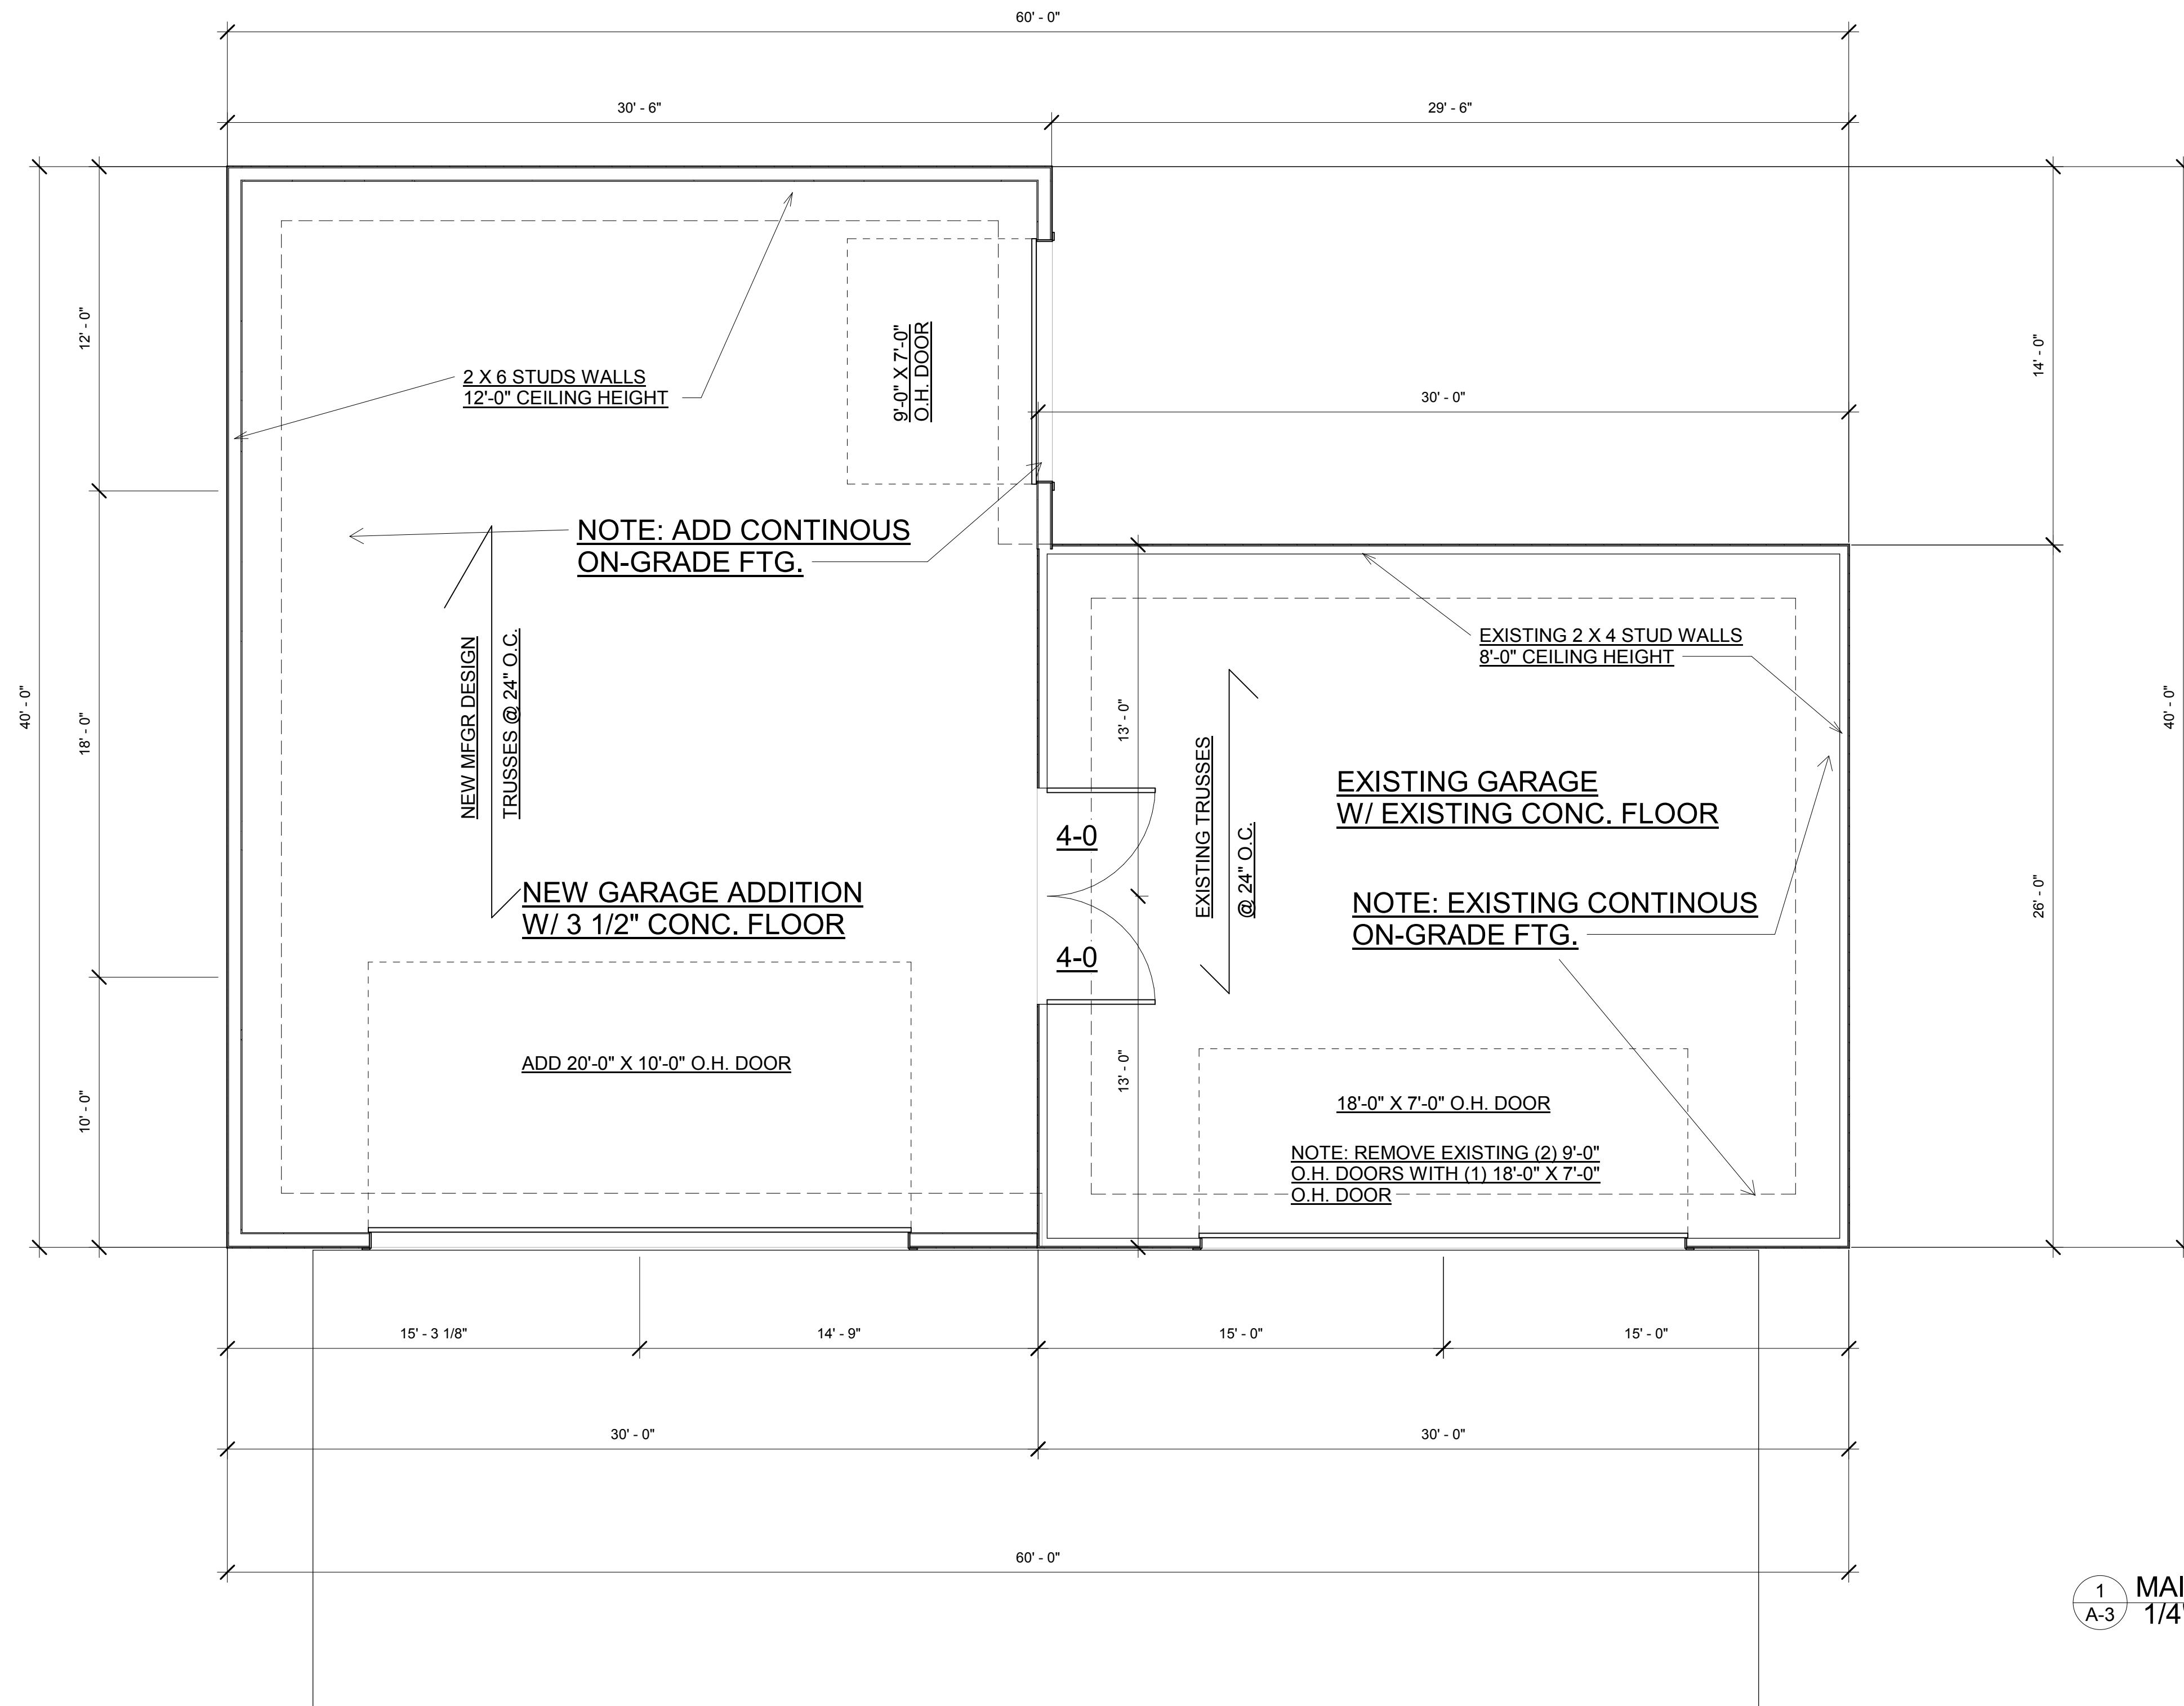 60' - 0"
30' - 6"
29' - 6"
12' - 0"
14' - 0"
2 X 6 STUDS WALLS
12'-0" CEILING HEIGHT
9'-0" X 7'-0"
O.H. DOOR
30' - 0"
NOTE: ADD CONTINOUS
ON-GRADE FTG.
NEW MFGR DESIGN
TRUSSES @ 24" O.C.
EXISTING 2 X 4 STUD WALLS
8'-0" CEILING HEIGHT
40' - 0"
18' - 0"
13' - 0"
40' - 0"
EXISTING TRUSSES
@ 24" O.C.
EXISTING GARAGE
W/ EXISTING CONC. FLOOR
4-0
NEW GARAGE ADDITION
W/ 3 1/2" CONC. FLOOR
NOTE: EXISTING CONTINOUS
ON-GRADE FTG.
26' - 0"
4-0
10' - 0"
ADD 20'-0" X 10'-0" O.H. DOOR
13' - 0"
18'-0" X 7'-0" O.H. DOOR
NOTE: REMOVE EXISTING (2) 9'-0"
O.H. DOORS WITH (1) 18'-0" X 7'-0"
O.H. DOOR
15' - 3 1/8"
14' - 9"
15' - 0"
15' - 0"
30' - 0"
30' - 0"
60' - 0"
1
A-3
1/4"